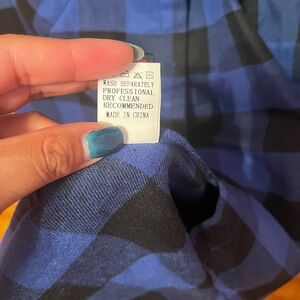 WASH SEPARATELY
PROFESSIONAL
DRY CLEAN
RECOMMENDED
MADE IN CHINA